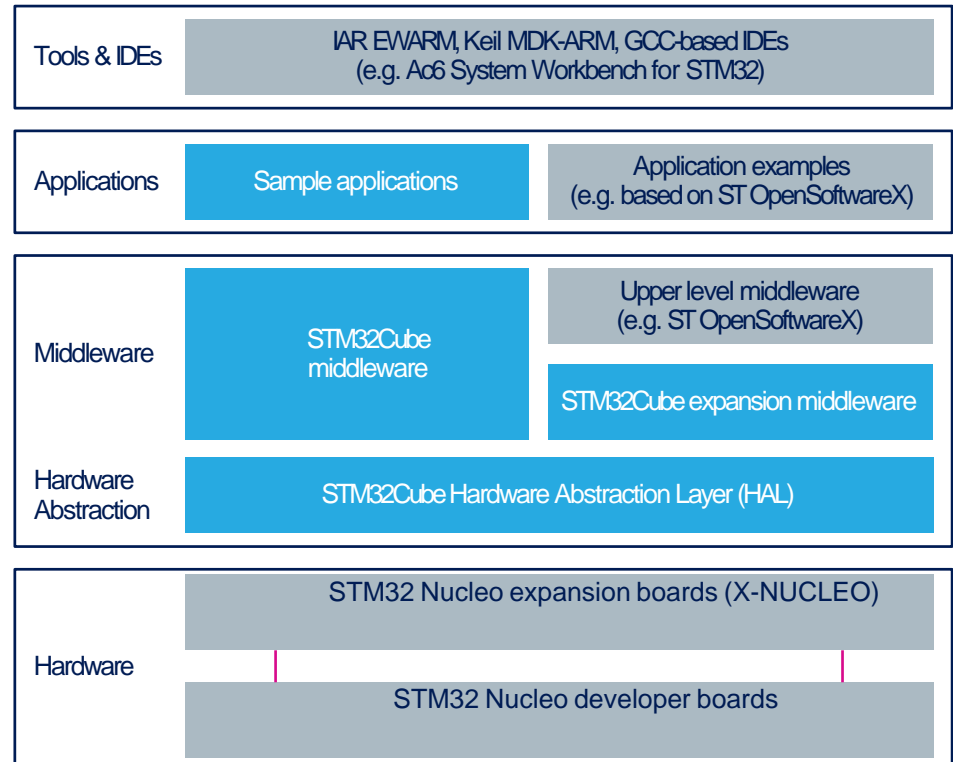 Tools & IDEs
IAR EWARM, Keil MDK-ARM, GCC-based IDEs
(e.g. Ac6 System Workbench for STM32)
Applications
Sample applications
Application examples
(e.g. based on ST OpenSoftwareX)
Middleware
STM32Cube
middleware
Upper level middleware
(e.g. ST OpenSoftwareX)
STM32Cube expansion middleware
Hardware
Abstraction
STM32Cube Hardware Abstraction Layer (HAL)
Hardware
STM32 Nucleo expansion boards (X-NUCLEO)
STM32 Nucleo developer boards